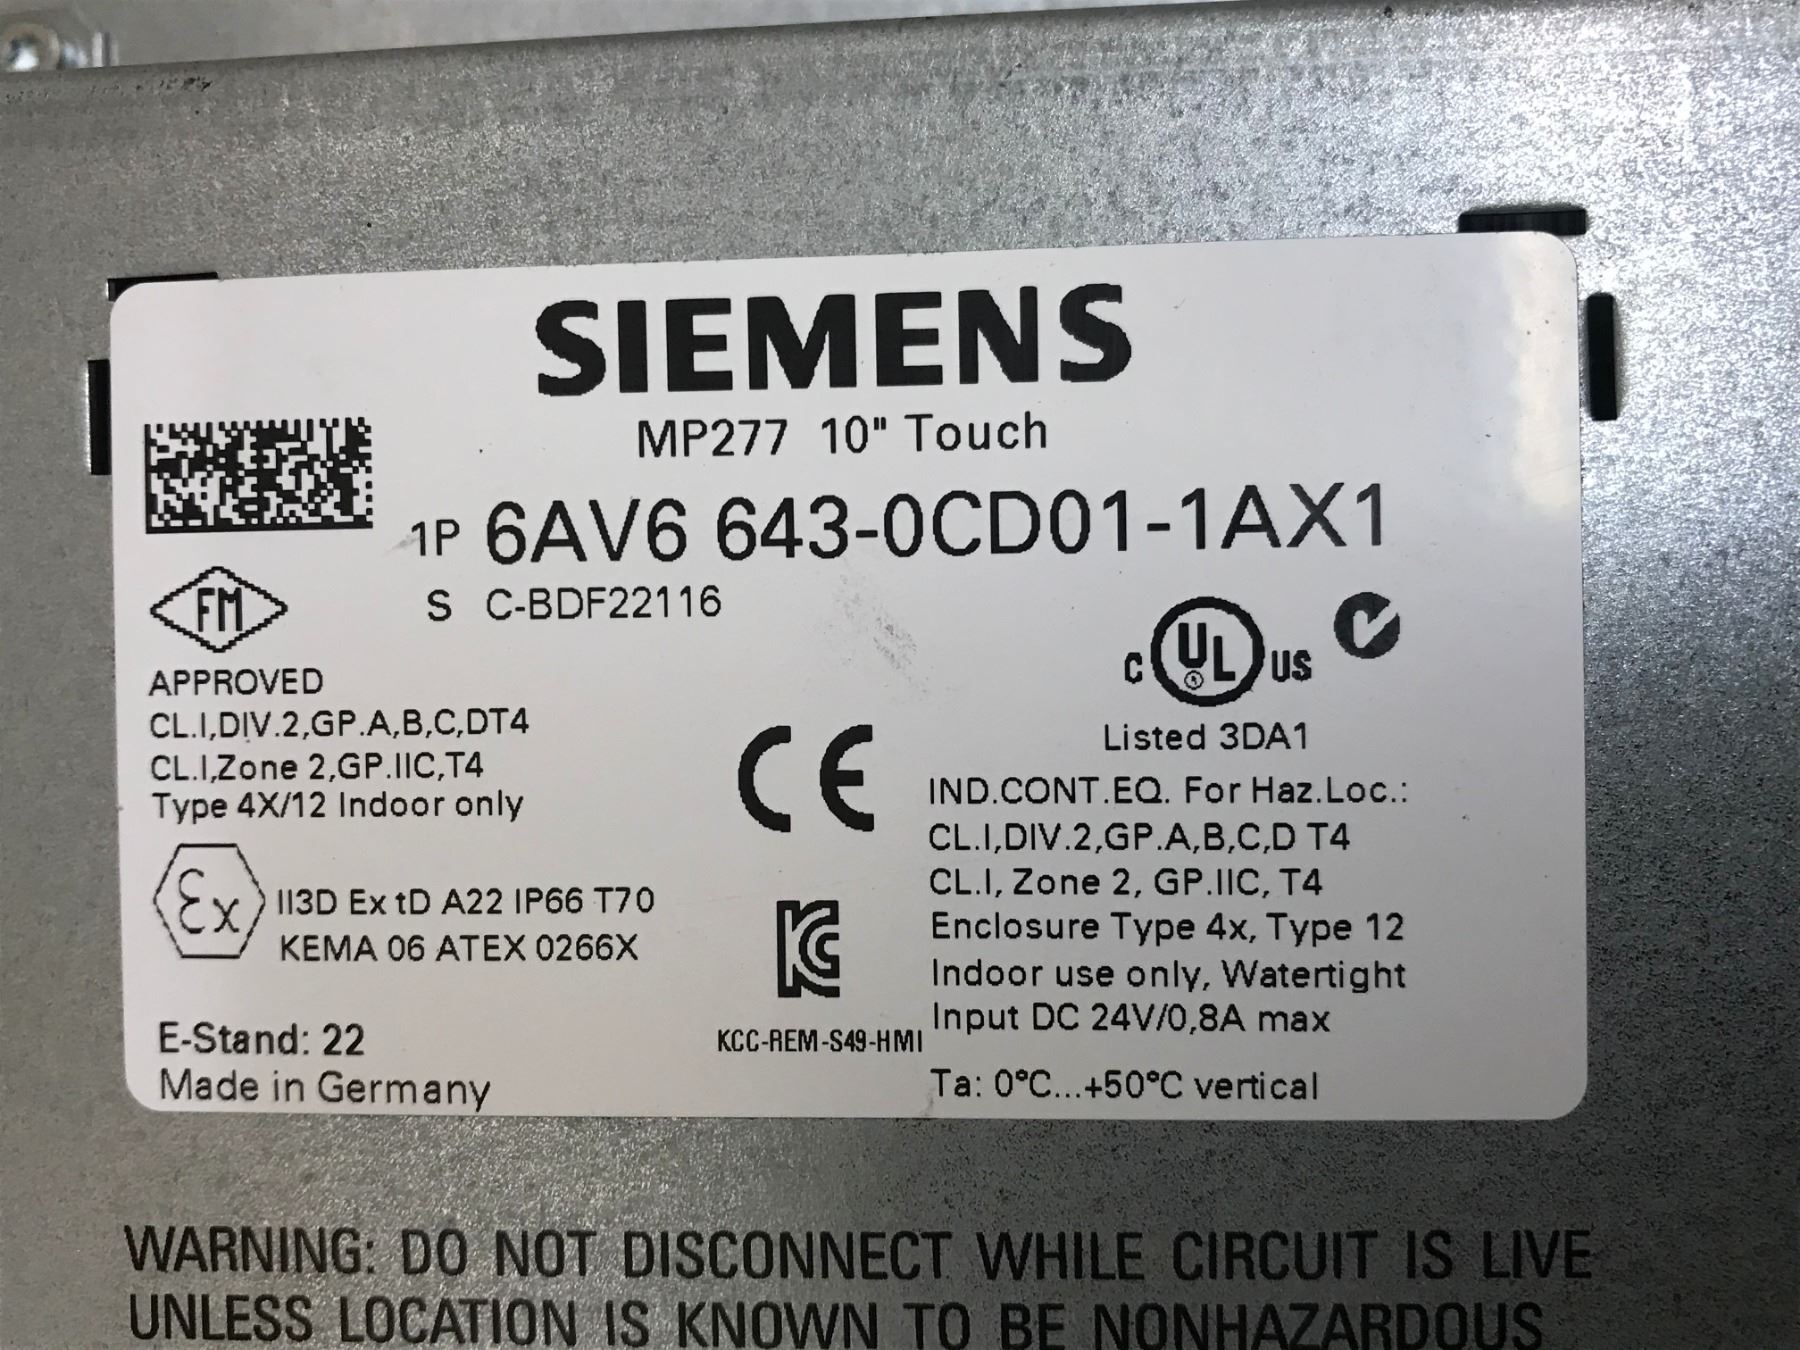 SIEMENS
MP277 10" Touch
1P 6AV6 643-0CD01-1AX1
S C-BDF22116
FM
APPROVED
CL.I,DIV.2,GP.A,B,C,DT4
CL.I,Zone 2,GP.IIC,T4
Type 4X/12 Indoor only
Ex II3D Ex tD A22 IP66 T70
KEMA 06 ATEX 0266X
E-Stand: 22
Made in Germany
CE
KC
KCC-REM-S49-HMI
C UL US
Listed 3DA1
IND.CONT.EQ. For Haz.Loc.:
CL.I,DIV.2,GP.A,B,C,D T4
CL.I, Zone 2, GP.IIC, T4
Enclosure Type 4x, Type 12
Indoor use only, Watertight
Input DC 24V/0,8A max
Ta: 0°C...+50°C vertical
WARNING: DO NOT DISCONNECT WHILE CIRCUIT IS LIVE
UNLESS LOCATION IS KNOWN TO BE NONHAZARDOUS